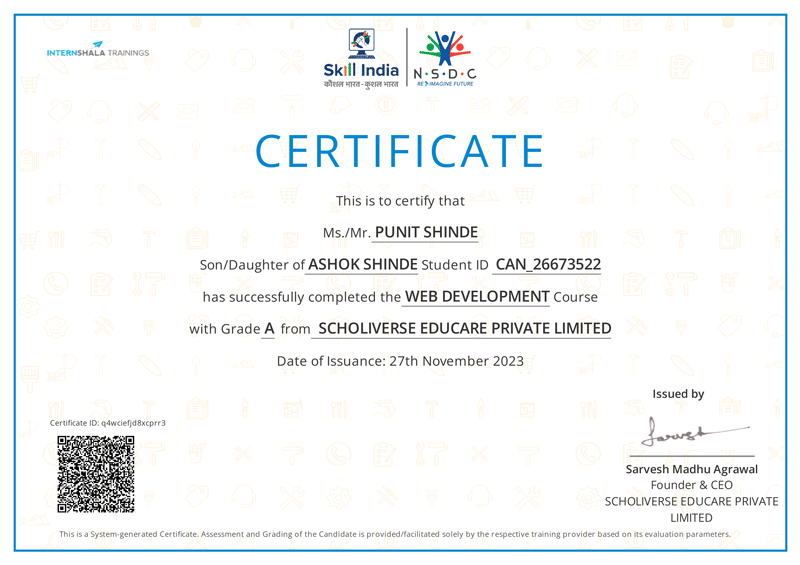 INTERNSHALA TRAININGS
Skill India
कौशल भारत - कुशल भारत
N·S·D·C
RE-IMAGINE FUTURE
CERTIFICATE
This is to certify that
Ms./Mr. PUNIT SHINDE
Son/Daughter of ASHOK SHINDE Student ID CAN_26673522
has successfully completed the WEB DEVELOPMENT Course
with Grade A from SCHOLIVERSE EDUCARE PRIVATE LIMITED
Date of Issuance: 27th November 2023
Issued by
Certificate ID: q4wciefjd8xcprr3
Sarvesh
Sarvesh Madhu Agrawal
Founder & CEO
SCHOLIVERSE EDUCARE PRIVATE
LIMITED
This is a System-generated Certificate. Assessment and Grading of the Candidate is provided/facilitated solely by the respective training provider based on its evaluation parameters.